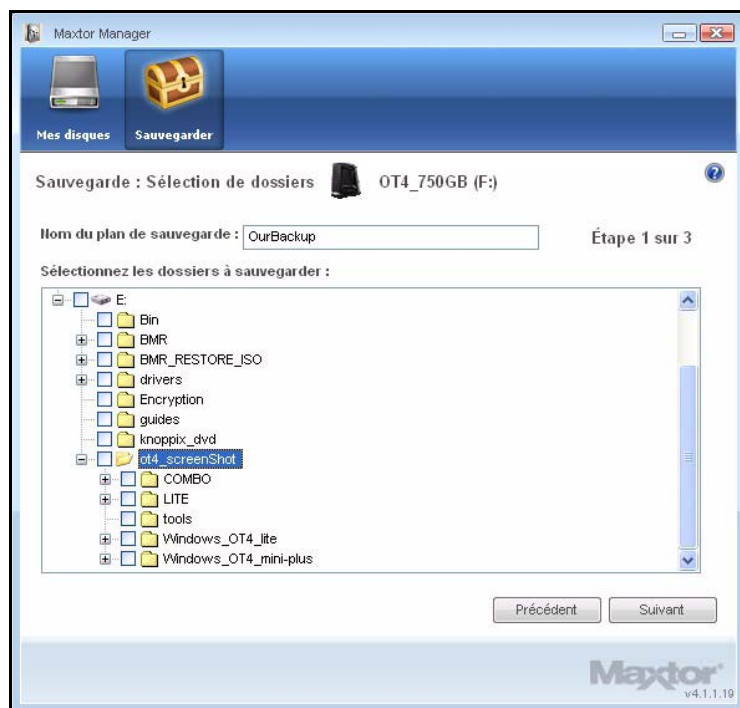 Maxtor Manager
Mes disques
Sauvegarder
Sauvegarde : Sélection de dossiers OT4_750GB (F:)
Nom du plan de sauvegarde : OurBackup
Étape 1 sur 3
Sélectionnez les dossiers à sauvegarder :
E:
Bin
BMR
BMR_RESTORE_ISO
drivers
Encryption
guides
knoppix_dvd
ot4_screenShot
COMBO
LITE
tools
Windows_OT4_lite
Windows_OT4_mini-plus
Précédent
Suivant
Maxtor
v4.1.1.19